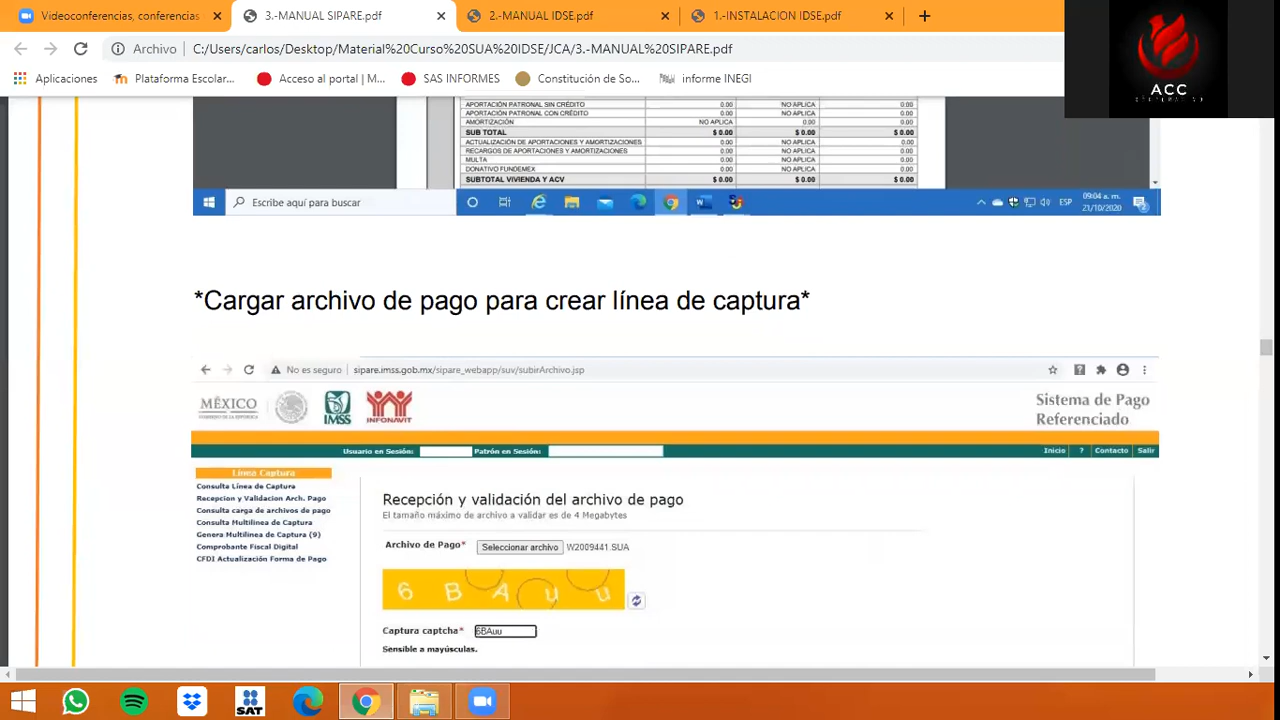 Videoconferencias, conferencias
3.-MANUAL SIPARE.pdf
2.-MANUAL IDSE.pdf
1.-INSTALACION IDSE.pdf
Archivo
C:/Users/carlos/Desktop/Material%20Curso%20SUA%20IDSE/JCA/3.-MANUAL%20SIPARE.pdf
Aplicaciones
Plataforma Escolar...
Acceso al portal | M...
SAS INFORMES
Constitución de So...
informe INEGI
ACC
APORTACIÓN PATRONAL SIN CRÉDITO 0.00 NO APLICA 0.00
APORTACIÓN PATRONAL CON CRÉDITO 0.00 NO APLICA 0.00
AMORTIZACIÓN NO APLICA 0.00 0.00
SUB TOTAL $ 0.00 $ 0.00 $ 0.00
ACTUALIZACIÓN DE APORTACIONES Y AMORTIZACIONES 0.00 NO APLICA 0.00
RECARGOS DE APORTACIONES Y AMORTIZACIONES 0.00 NO APLICA 0.00
MULTA 0.00 NO APLICA 0.00
DONATIVO FUNDEMEX 0.00 NO APLICA 0.00
SUBTOTAL VIVIENDA Y ACV $ 0.00 $ 0.00 $ 0.00
Escribe aquí para buscar
ESP
09:04 a. m.
21/10/2020
*Cargar archivo de pago para crear línea de captura*
No es seguro
sipare.imss.gob.mx/sipare_webapp/suv/subirArchivo.jsp
MÉXICO
IMSS
INFONAVIT
Sistema de Pago
Referenciado
Usuario en Sesión:
Patrón en Sesión:
Inicio ? Contacto Salir
Línea Captura
Consulta Línea de Captura
Recepcion y Validacion Arch. Pago
Consulta carga de archivos de pago
Consulta Multilinea de Captura
Genera Multilinea de Captura (9)
Comprobante Fiscal Digital
CFDI Actualización Forma de Pago
Recepción y validación del archivo de pago
El tamaño máximo de archivo a validar es de 4 Megabytes
Archivo de Pago* Seleccionar archivo W2009441.SUA
6 B A u u
Captura captcha* 6BAuu
Sensible a mayúsculas.
SAT